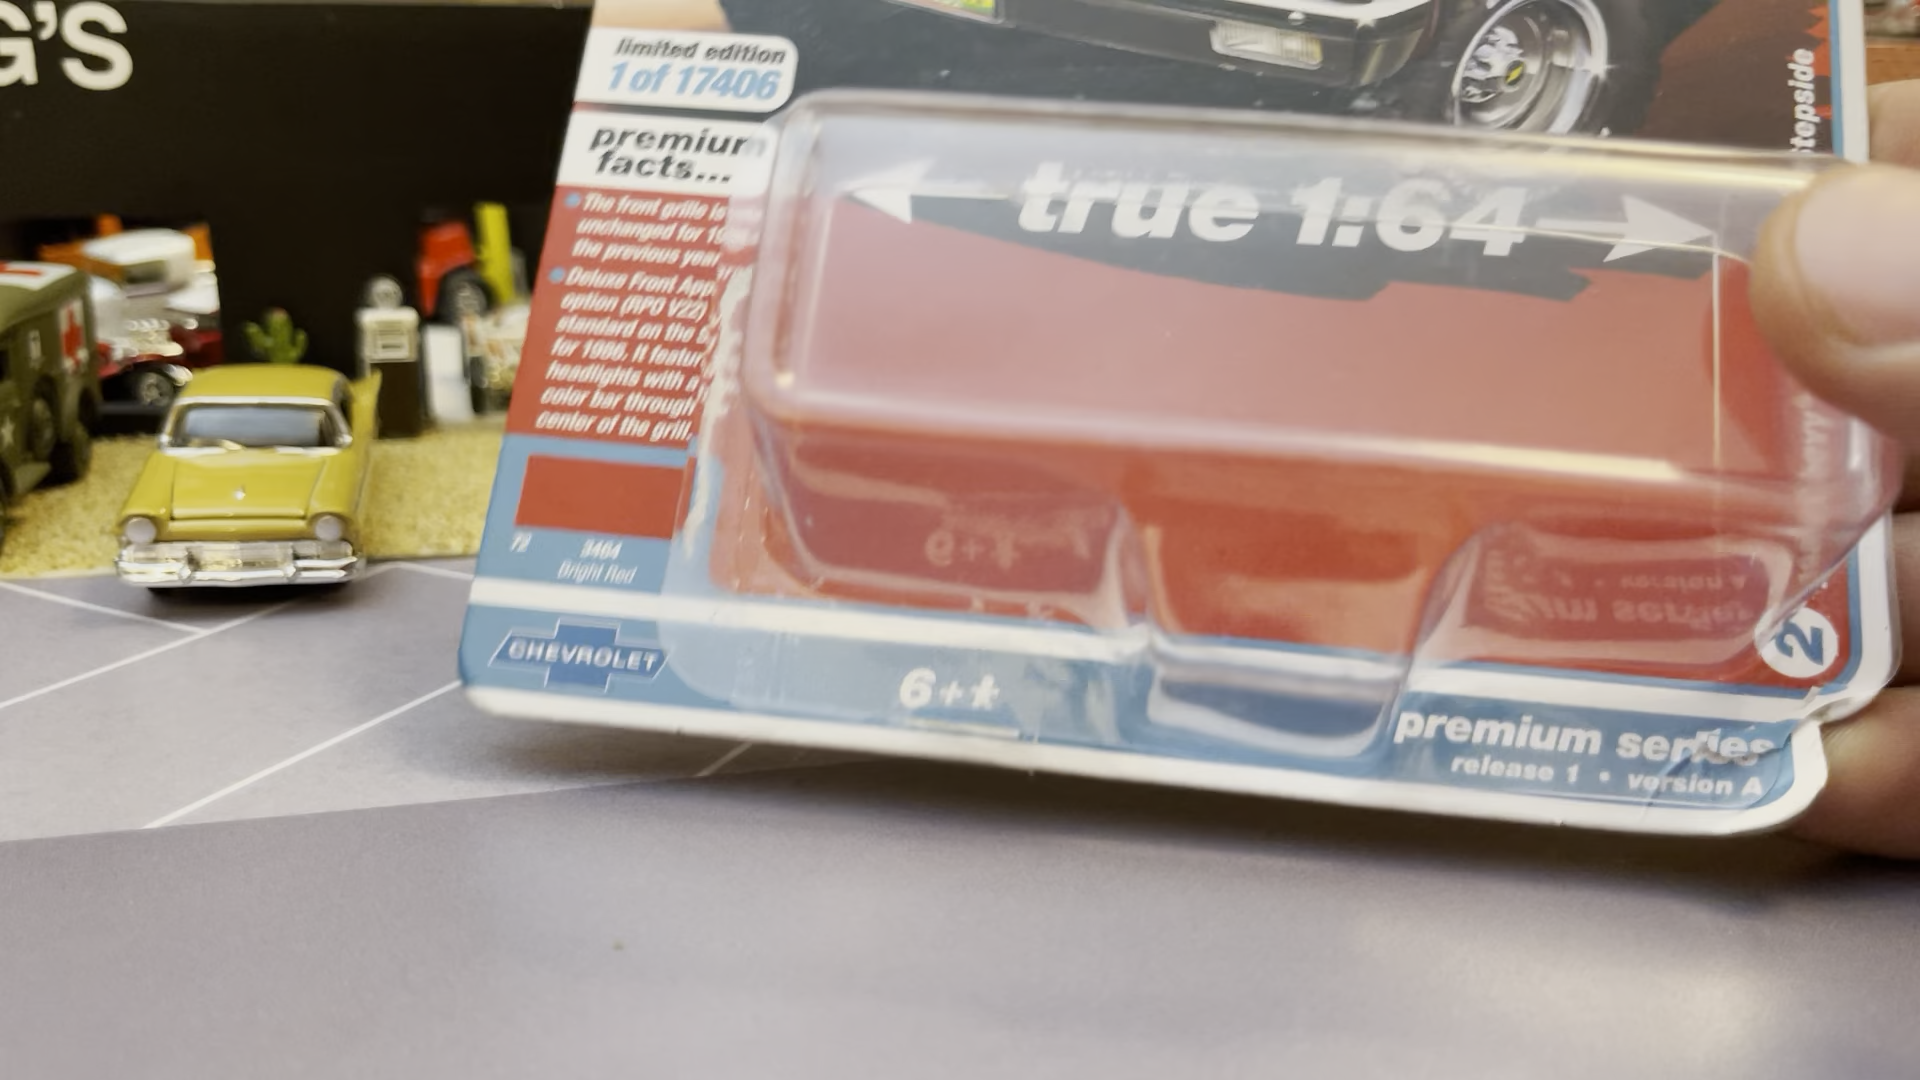 G'S
limited edition
1 of 17406
premium
facts...
The front grille is
unchanged for
the previous year
Deluxe Front App
option (RPO V22)
standard on the
for 1986. It featur
headlights with a
color bar through
center of the grill.
72 3464
Bright Red
CHEVROLET
true 1:64
6+*
Stepside
2
premium series
release 1 • version A